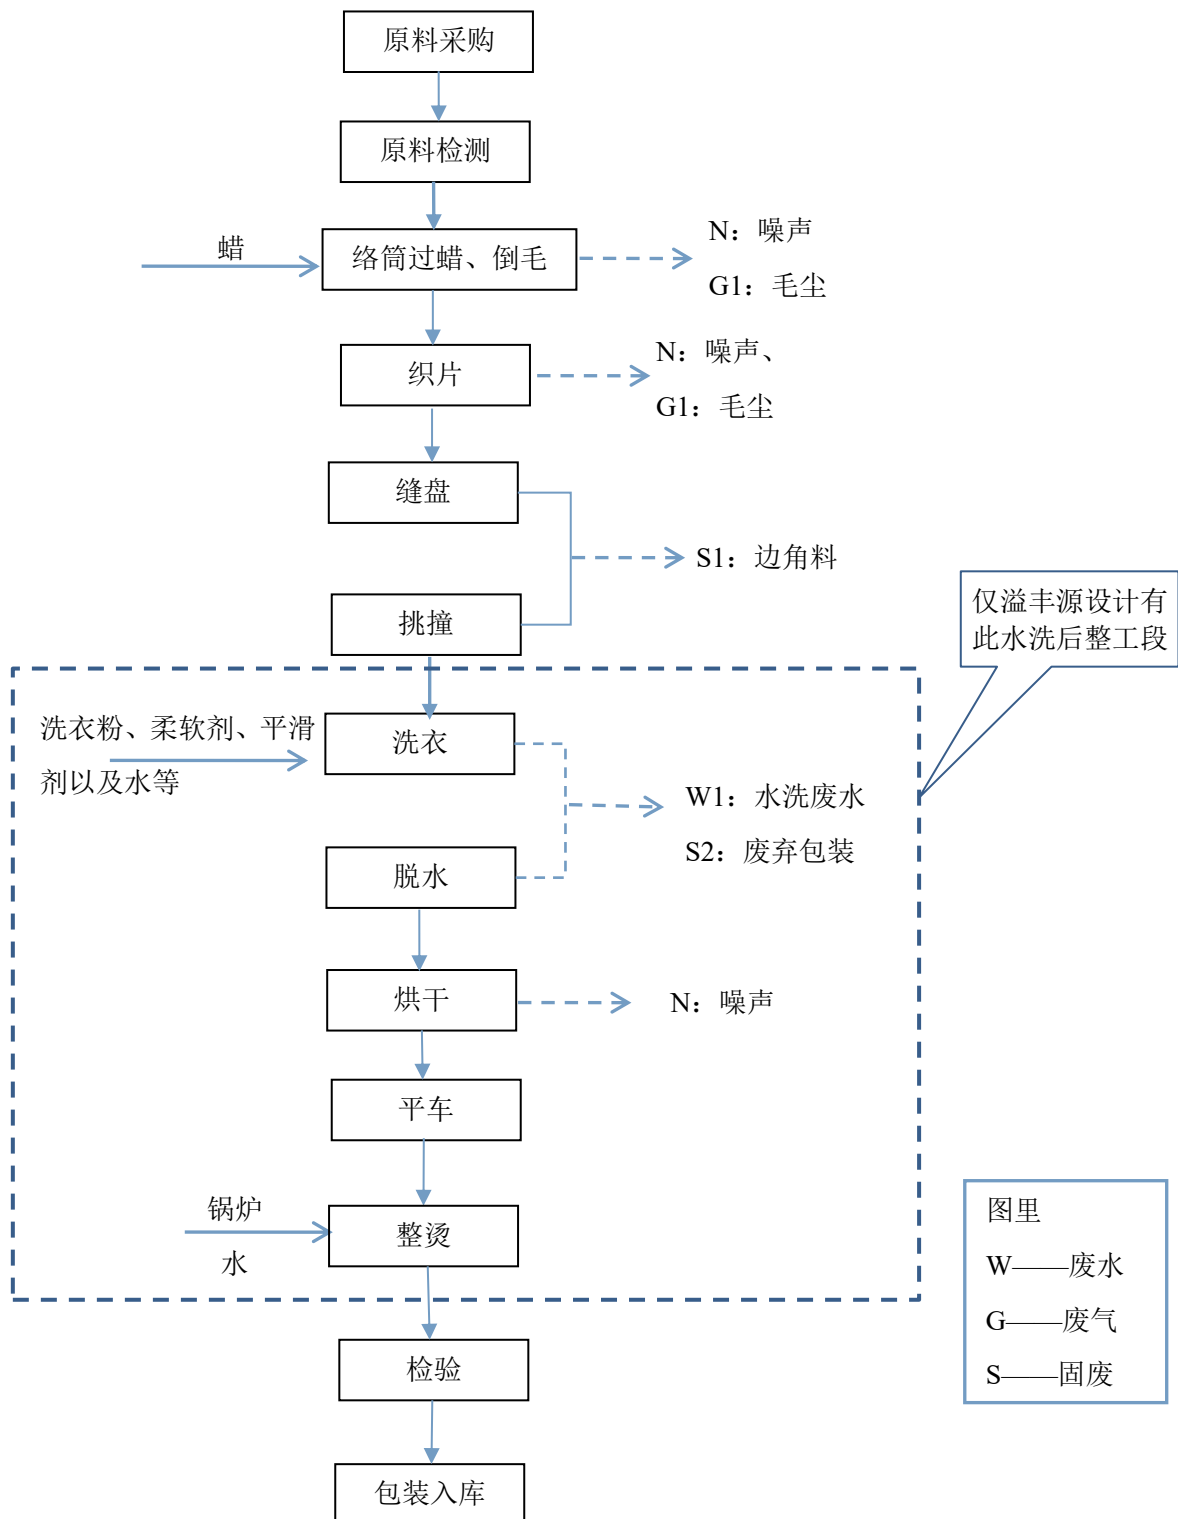 原料采购
原料检测
蜡
络筒过蜡、倒毛
N：噪声
G1：毛尘
织片
N：噪声、
G1：毛尘
缝盘
S1：边角料
挑撞
仅溢丰源设计有
此水洗后整工段
洗衣粉、柔软剂、平滑
剂以及水等
洗衣
W1：水洗废水
S2：废弃包装
脱水
烘干
N：噪声
平车
锅炉
水
整烫
图里
W——废水
G——废气
S——固废
检验
包装入库